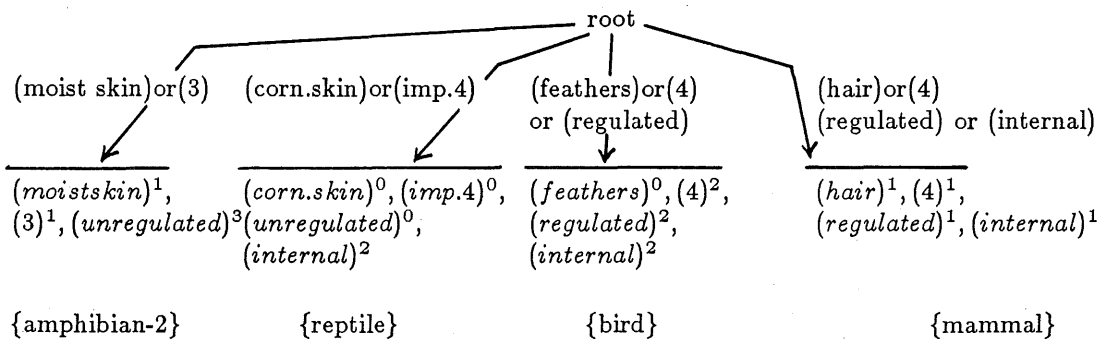 root
(moist skin)or(3) (corn.skin)or(imp.4) (feathers)or(4) (hair)or(4)
or (regulated) (regulated) or (internal)
(moistskin)¹, (corn.skin)⁰, (imp.4)⁰, (feathers)⁰, (4)², (hair)¹, (4)¹,
(3)¹, (unregulated)³ (unregulated)⁰, (regulated)², (regulated)¹, (internal)¹
(internal)² (internal)²
{amphibian-2} {reptile} {bird} {mammal}